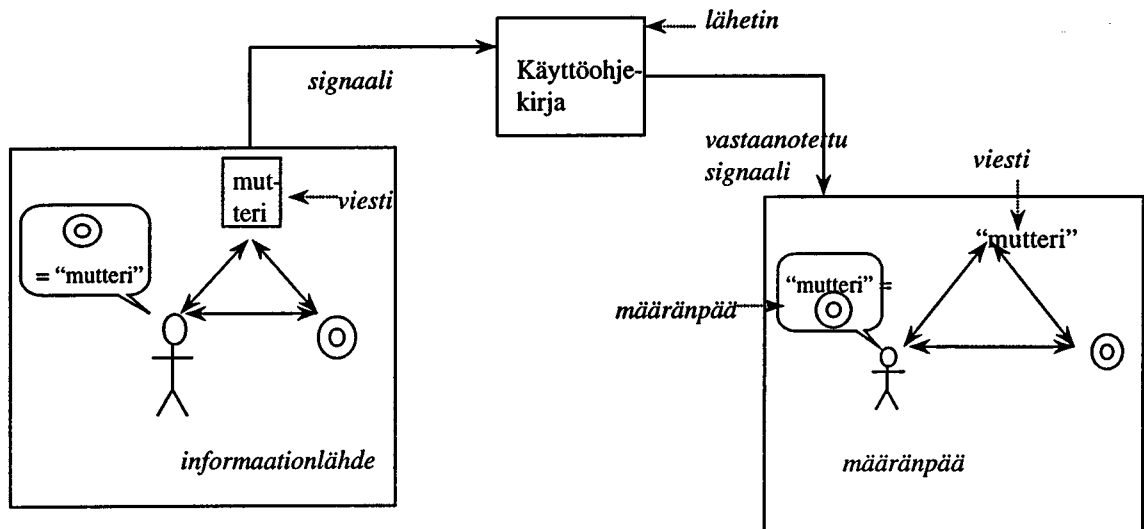 lähetin
Käyttöohje-
kirja
signaali
vastaanotettu
signaali
viesti
mut-
teri
viesti
= “mutteri”
“mutteri”
“mutteri” =
määränpää
informaationlähde
määränpää